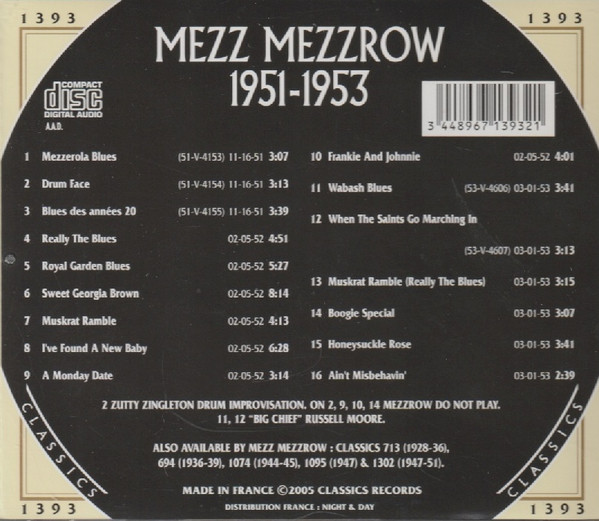 1393
1393
MEZZ MEZZROW
1951-1953
COMPACT
disc
DIGITAL AUDIO
A.A.D.
3 448967 139321
1 Mezzerola Blues (51-V-4153) 11-16-51 3:07
2 Drum Face (51-V-4154) 11-16-51 3:13
3 Blues des années 20 (51-V-4155) 11-16-51 3:39
4 Really The Blues 02-05-52 4:51
5 Royal Garden Blues 02-05-52 5:27
6 Sweet Georgia Brown 02-05-52 8:14
7 Muskrat Ramble 02-05-52 4:13
8 I've Found A New Baby 02-05-52 6:28
9 A Monday Date 02-05-52 3:14
10 Frankie And Johnnie 02-05-52 4:01
11 Wabash Blues (53-V-4606) 03-01-53 3:41
12 When The Saints Go Marching In
(53-V-4607) 03-01-53 3:13
13 Muskrat Ramble (Really The Blues) 03-01-53 3:15
14 Boogie Special 03-01-53 3:07
15 Honeysuckle Rose 03-01-53 3:41
16 Ain't Misbehavin' 03-01-53 2:39
2 ZUTTY ZINGLETON DRUM IMPROVISATION. ON 2, 9, 10, 14 MEZZROW DO NOT PLAY.
11, 12 "BIG CHIEF" RUSSELL MOORE.
ALSO AVAILABLE BY MEZZ MEZZROW : CLASSICS 713 (1928-36),
694 (1936-39), 1074 (1944-45), 1095 (1947) & 1302 (1947-51).
MADE IN FRANCE ©2005 CLASSICS RECORDS
DISTRIBUTION FRANCE : NIGHT & DAY
CLASSICS
CLASSICS
1393
1393